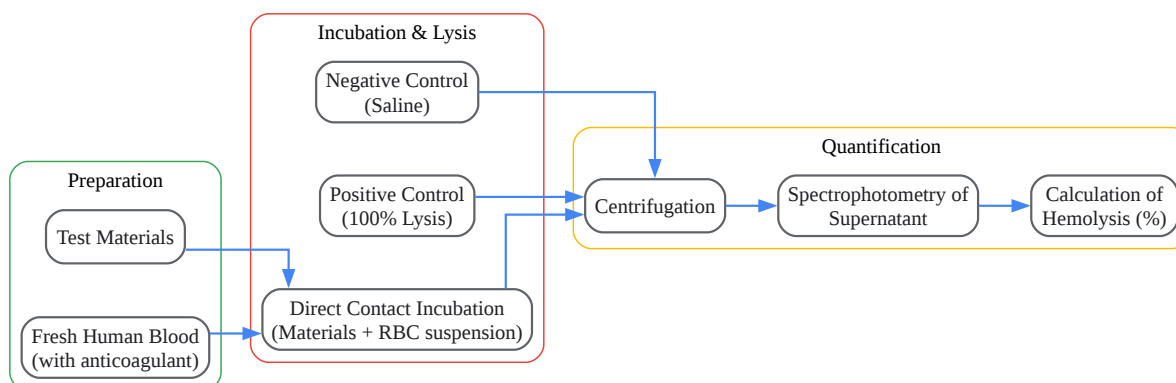 Preparation
Test Materials
Fresh Human Blood
(with anticoagulant)
Incubation & Lysis
Negative Control
(Saline)
Positive Control
(100% Lysis)
Direct Contact Incubation
(Materials + RBC suspension)
Quantification
Centrifugation
Spectrophotometry of
Supernatant
Calculation of
Hemolysis (%)